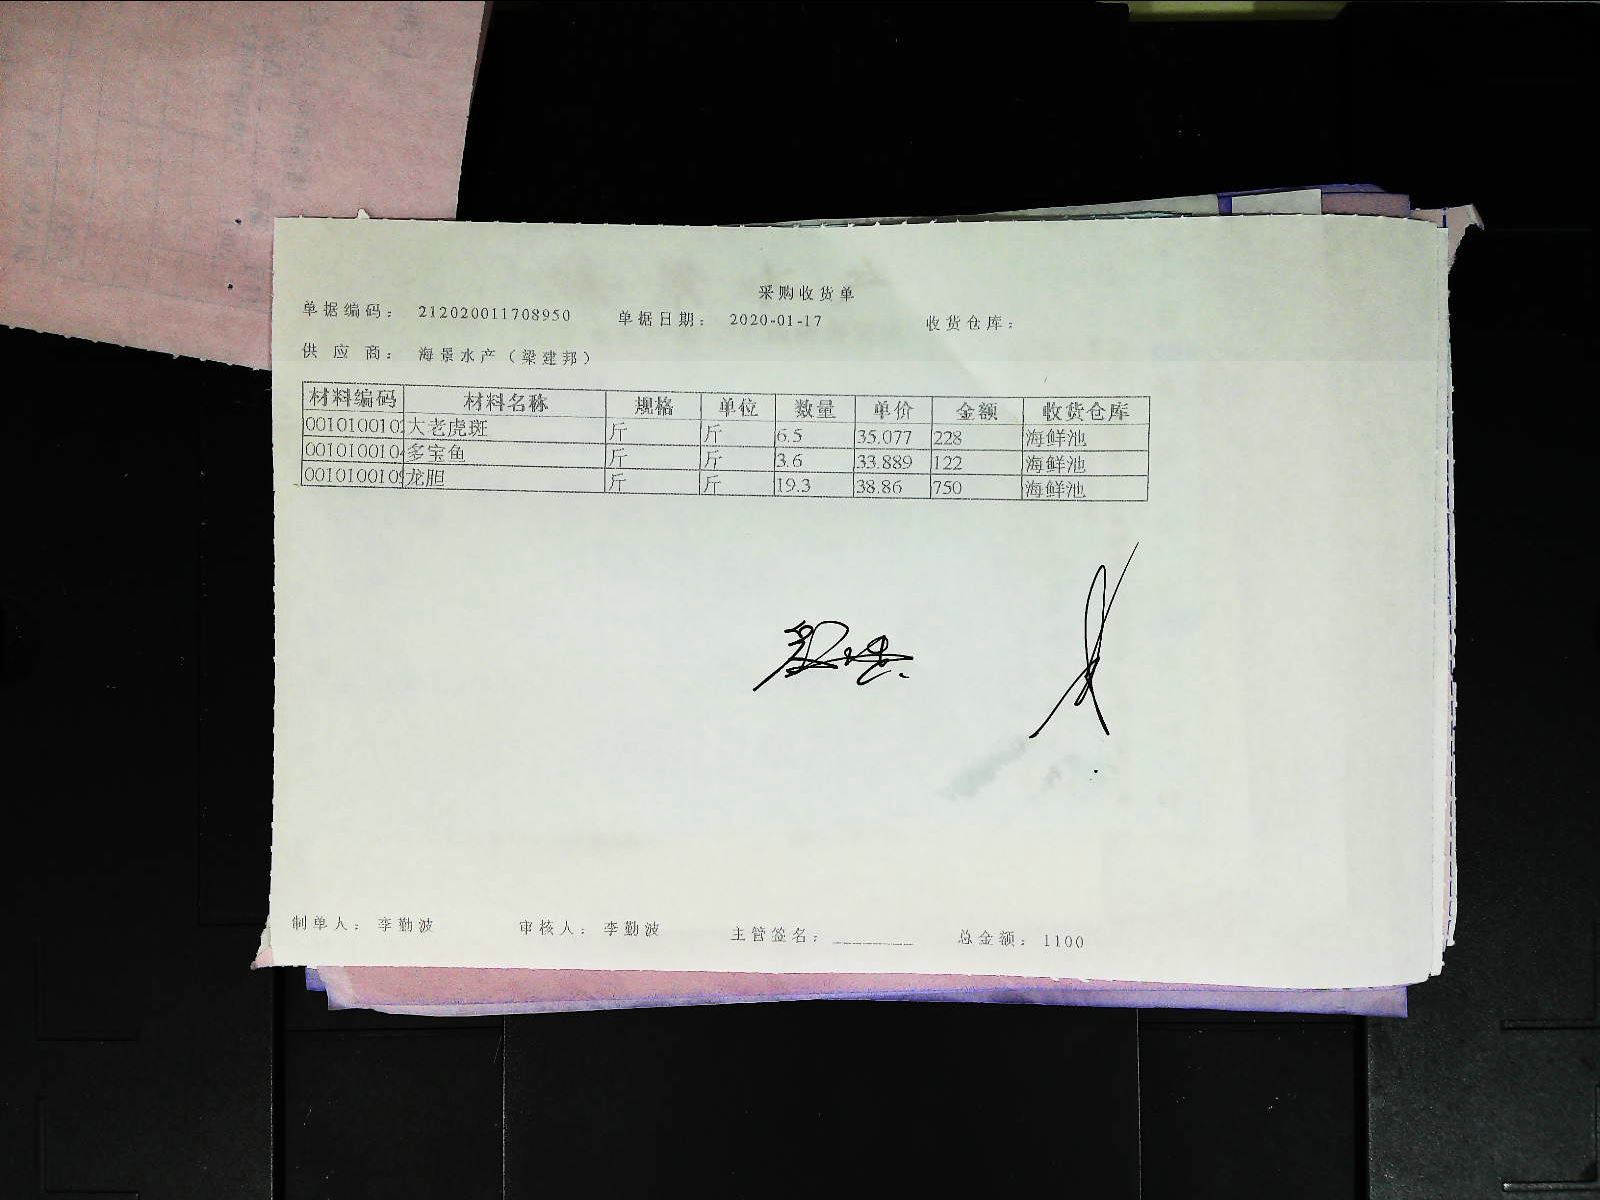 采购收货单
单据编码： 212020011708950 单据日期： 2020-01-17 收货仓库：
供 应 商： 海景水产（梁建邦）
材料编码 材料名称 规格 单位 数量 单价 金额 收货仓库
001010010 大老虎斑 斤 斤 6.5 35.077 228 海鲜池
001010010 多宝鱼 斤 斤 3.6 33.889 122 海鲜池
001010010 龙胆 斤 斤 19.3 38.86 750 海鲜池
制单人： 李勤波 审核人： 李勤波 主管签名： ________ 总金额： 1100